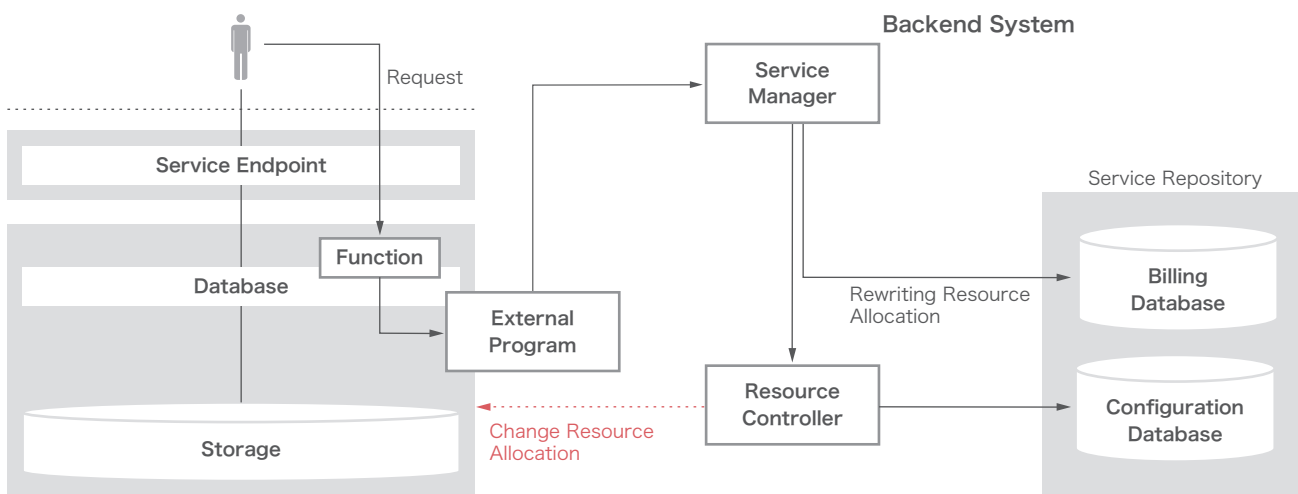 Backend System
Request
Service
Manager
Service Endpoint
Service Repository
Function
Database
External
Program
Billing
Database
Rewriting Resource
Allocation
Resource
Controller
Configuration
Database
Change Resource
Allocation
Storage